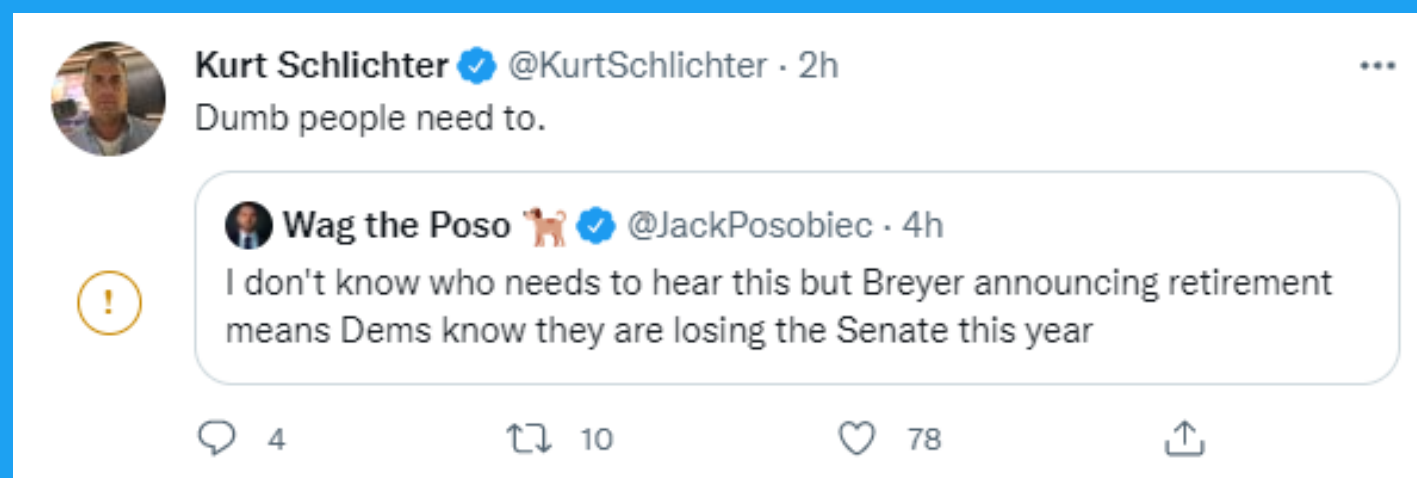 Kurt Schlichter @KurtSchlichter · 2h
Dumb people need to.
Wag the Poso 🐕 @JackPosobiec · 4h
I don't know who needs to hear this but Breyer announcing retirement
means Dems know they are losing the Senate this year
!
4 10 78